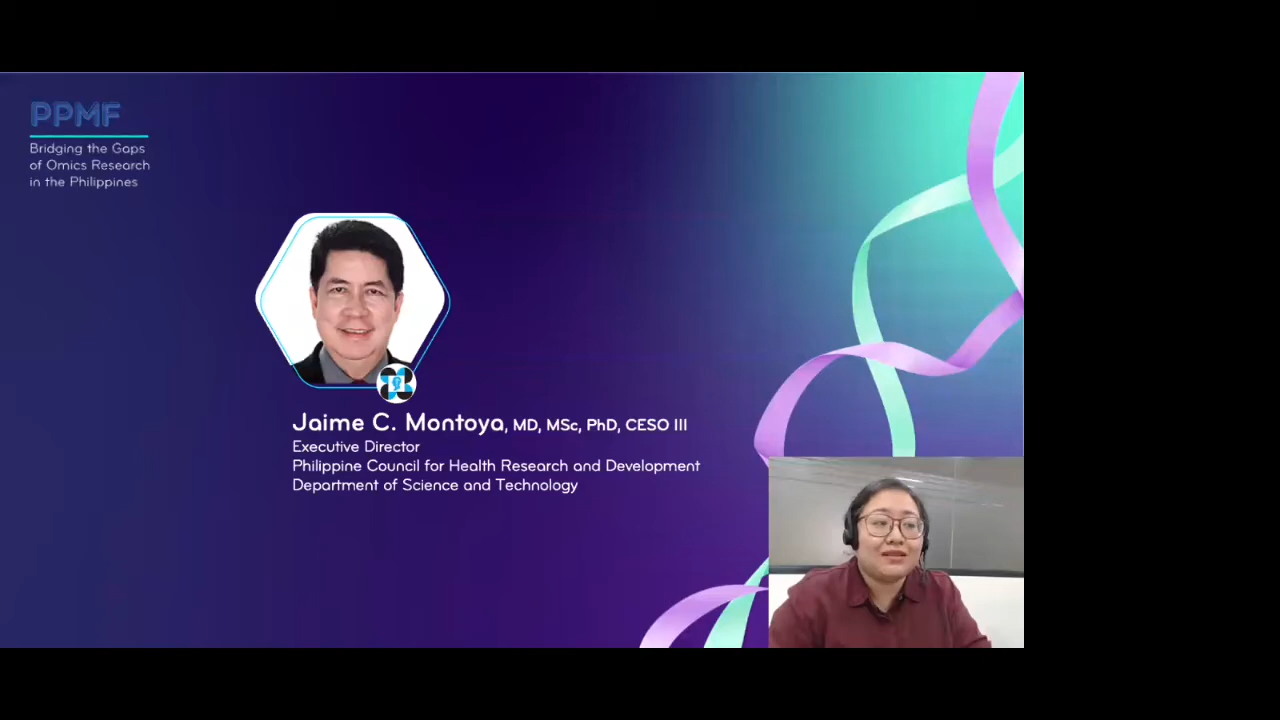 PPMF
Bridging the Gaps
of Omics Research
in the Philippines
Jaime C. Montoya, MD, MSc, PhD, CESO III
Executive Director
Philippine Council for Health Research and Development
Department of Science and Technology